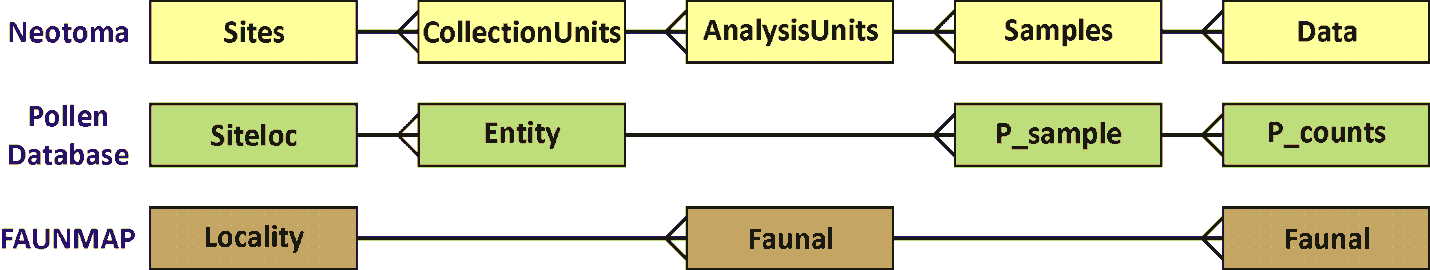 Neotoma Sites CollectionUnits AnalysisUnits Samples Data
Pollen
Database Siteloc Entity P_sample P_counts
FAUNMAP Locality Faunal Faunal